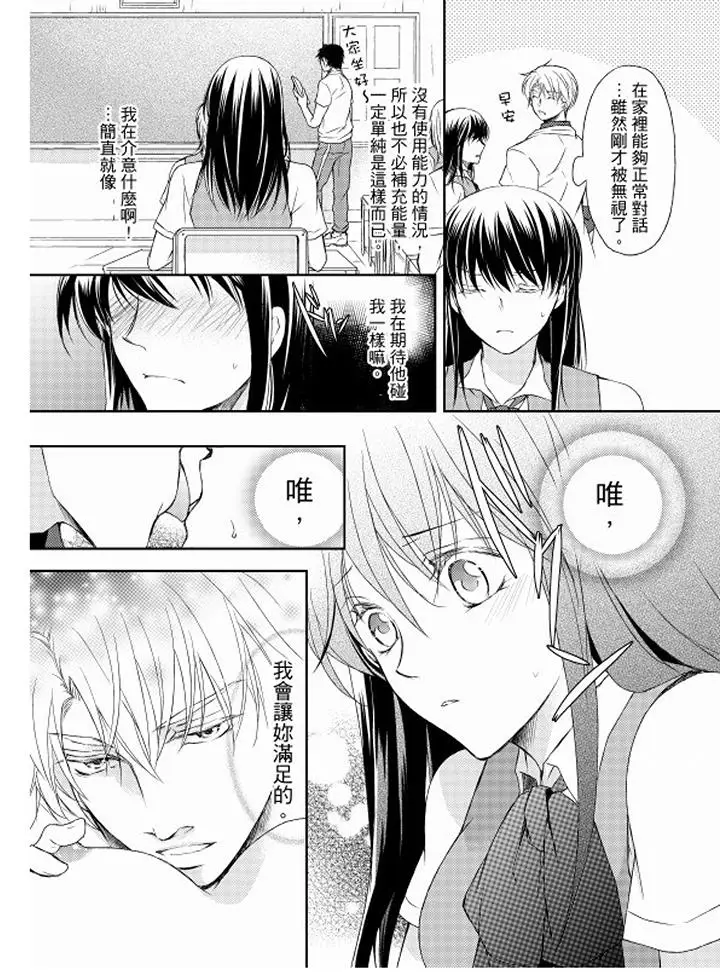 在家裡能夠正常對話
…雖然剛才被無視了。
早安
大家坐好～
沒有使用能力的情況，
所以也不必補充能量，
一定單純是這樣而已。
我在介意什麼啊！
…簡直就像
我在期待他碰
我一樣嘛。
唯，
唯，
我會讓妳滿足的。